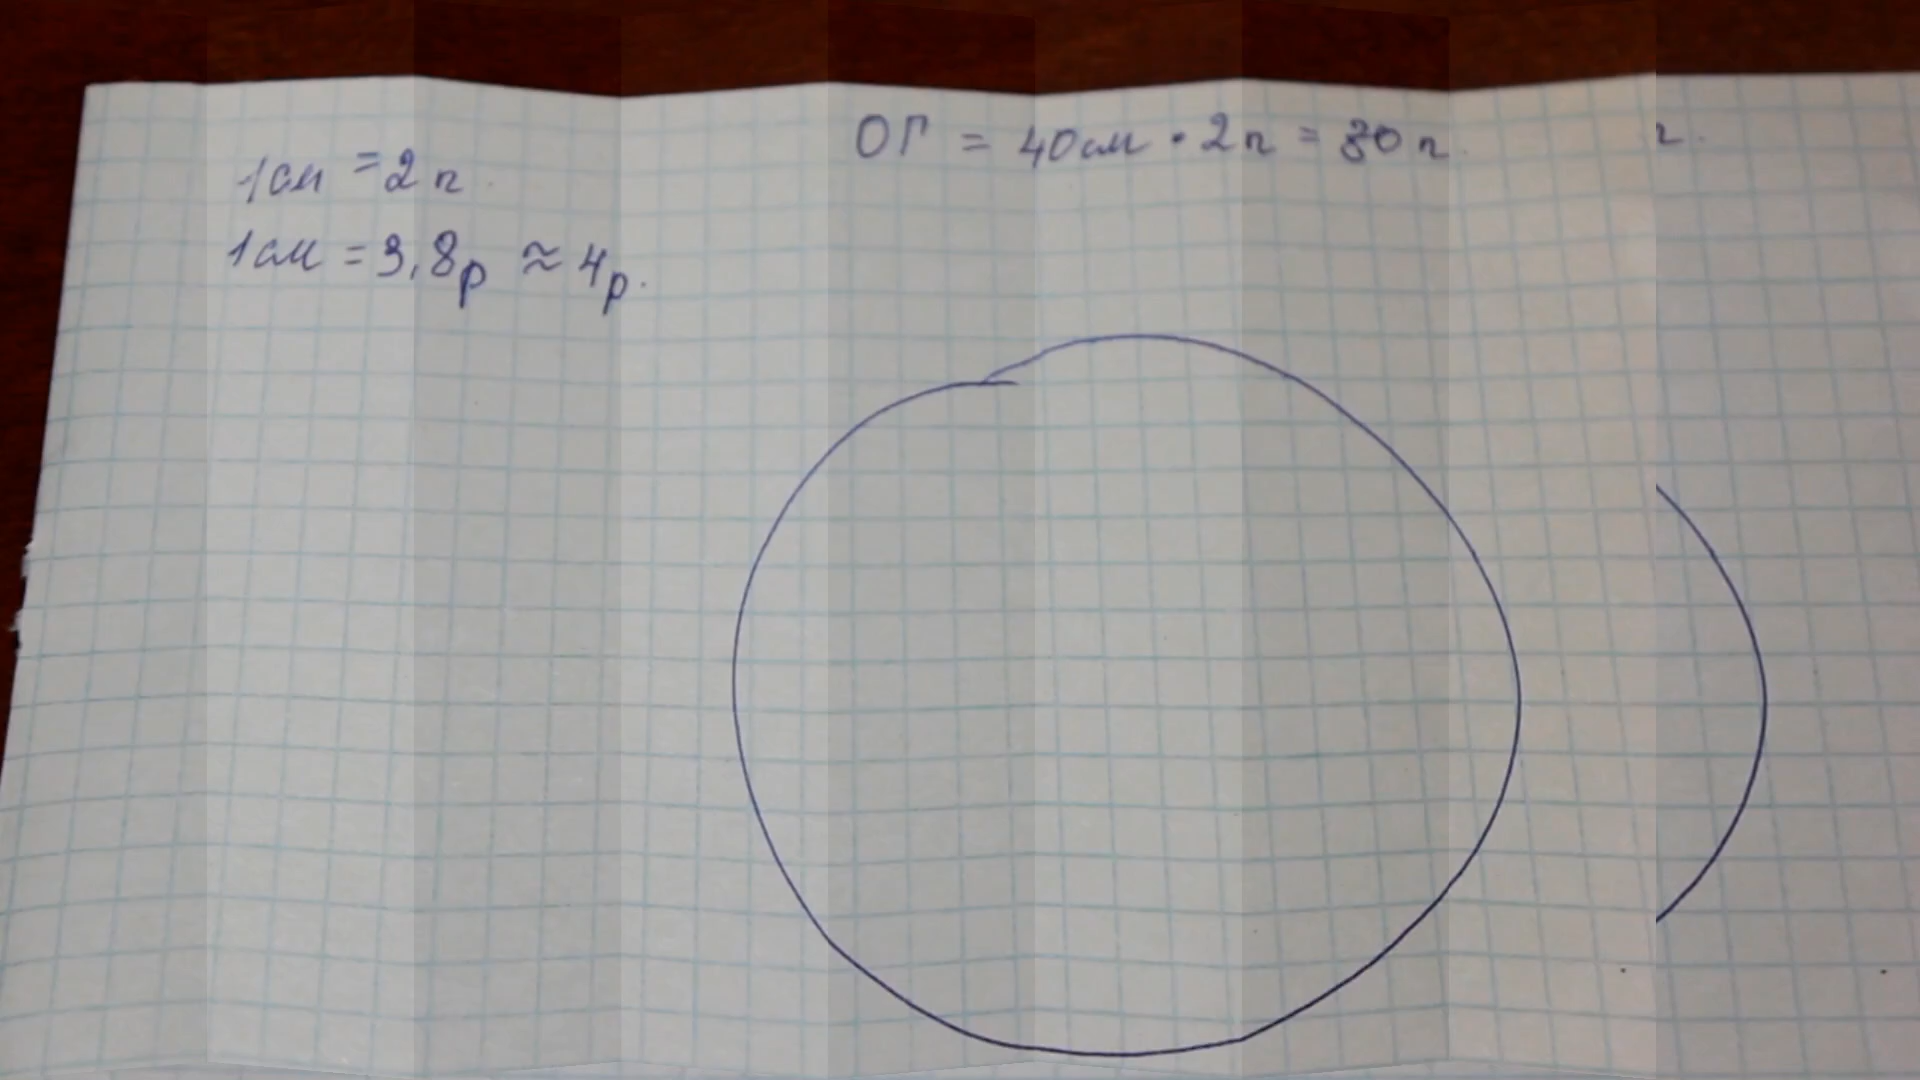 ОГ = 40см • 2п = 80п.
1см = 2п.
1см = 3,8р ≈ 4р.